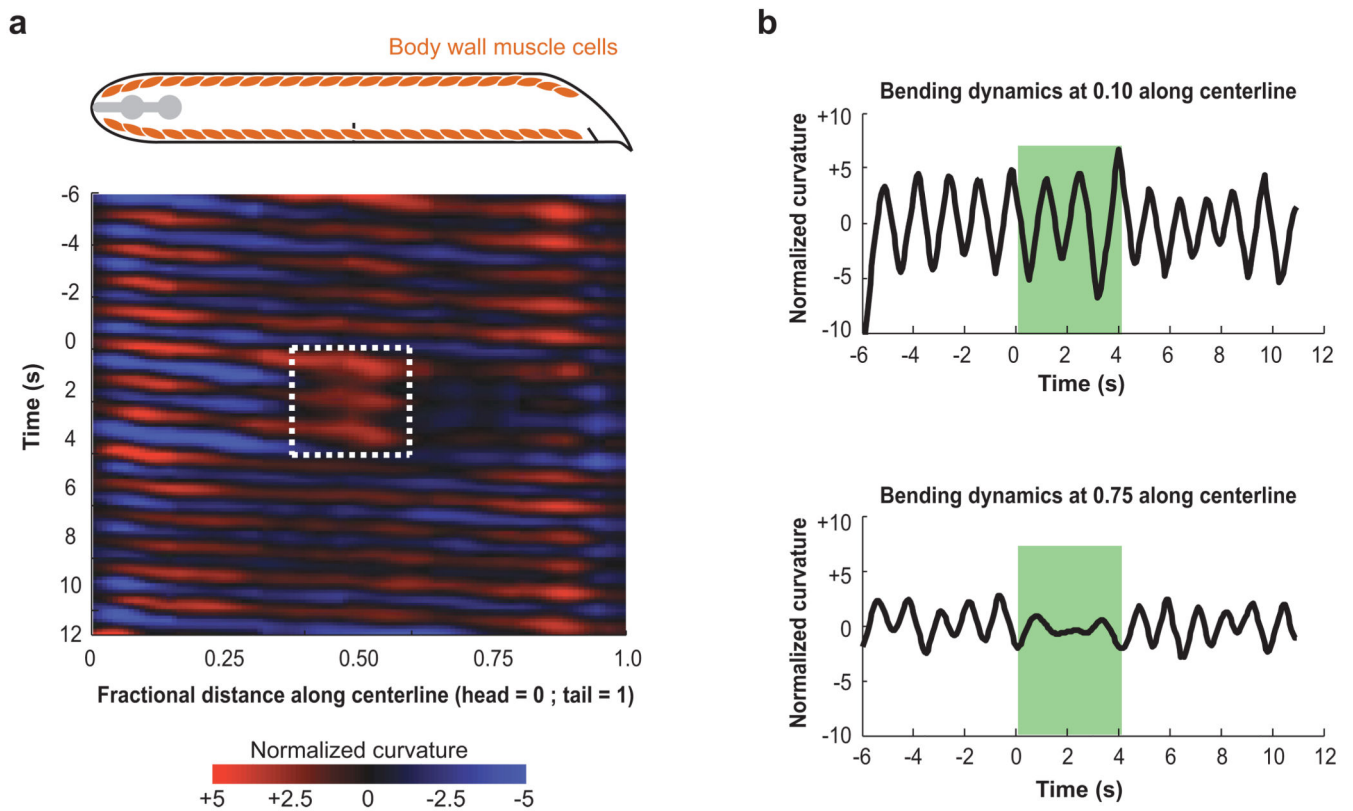 a
Body wall muscle cells
-6
-4
-2
0
2
4
6
8
10
12
Time (s)
0 0.25 0.50 0.75 1.0
Fractional distance along centerline (head = 0 ; tail = 1)
Normalized curvature
+5 +2.5 0 -2.5 -5
b
Bending dynamics at 0.10 along centerline
+10
+5
0
-5
-10
Normalized curvature
-6 -4 -2 0 2 4 6 8 10 12
Time (s)
Bending dynamics at 0.75 along centerline
+10
+5
0
-5
-10
Normalized curvature
-6 -4 -2 0 2 4 6 8 10 12
Time (s)